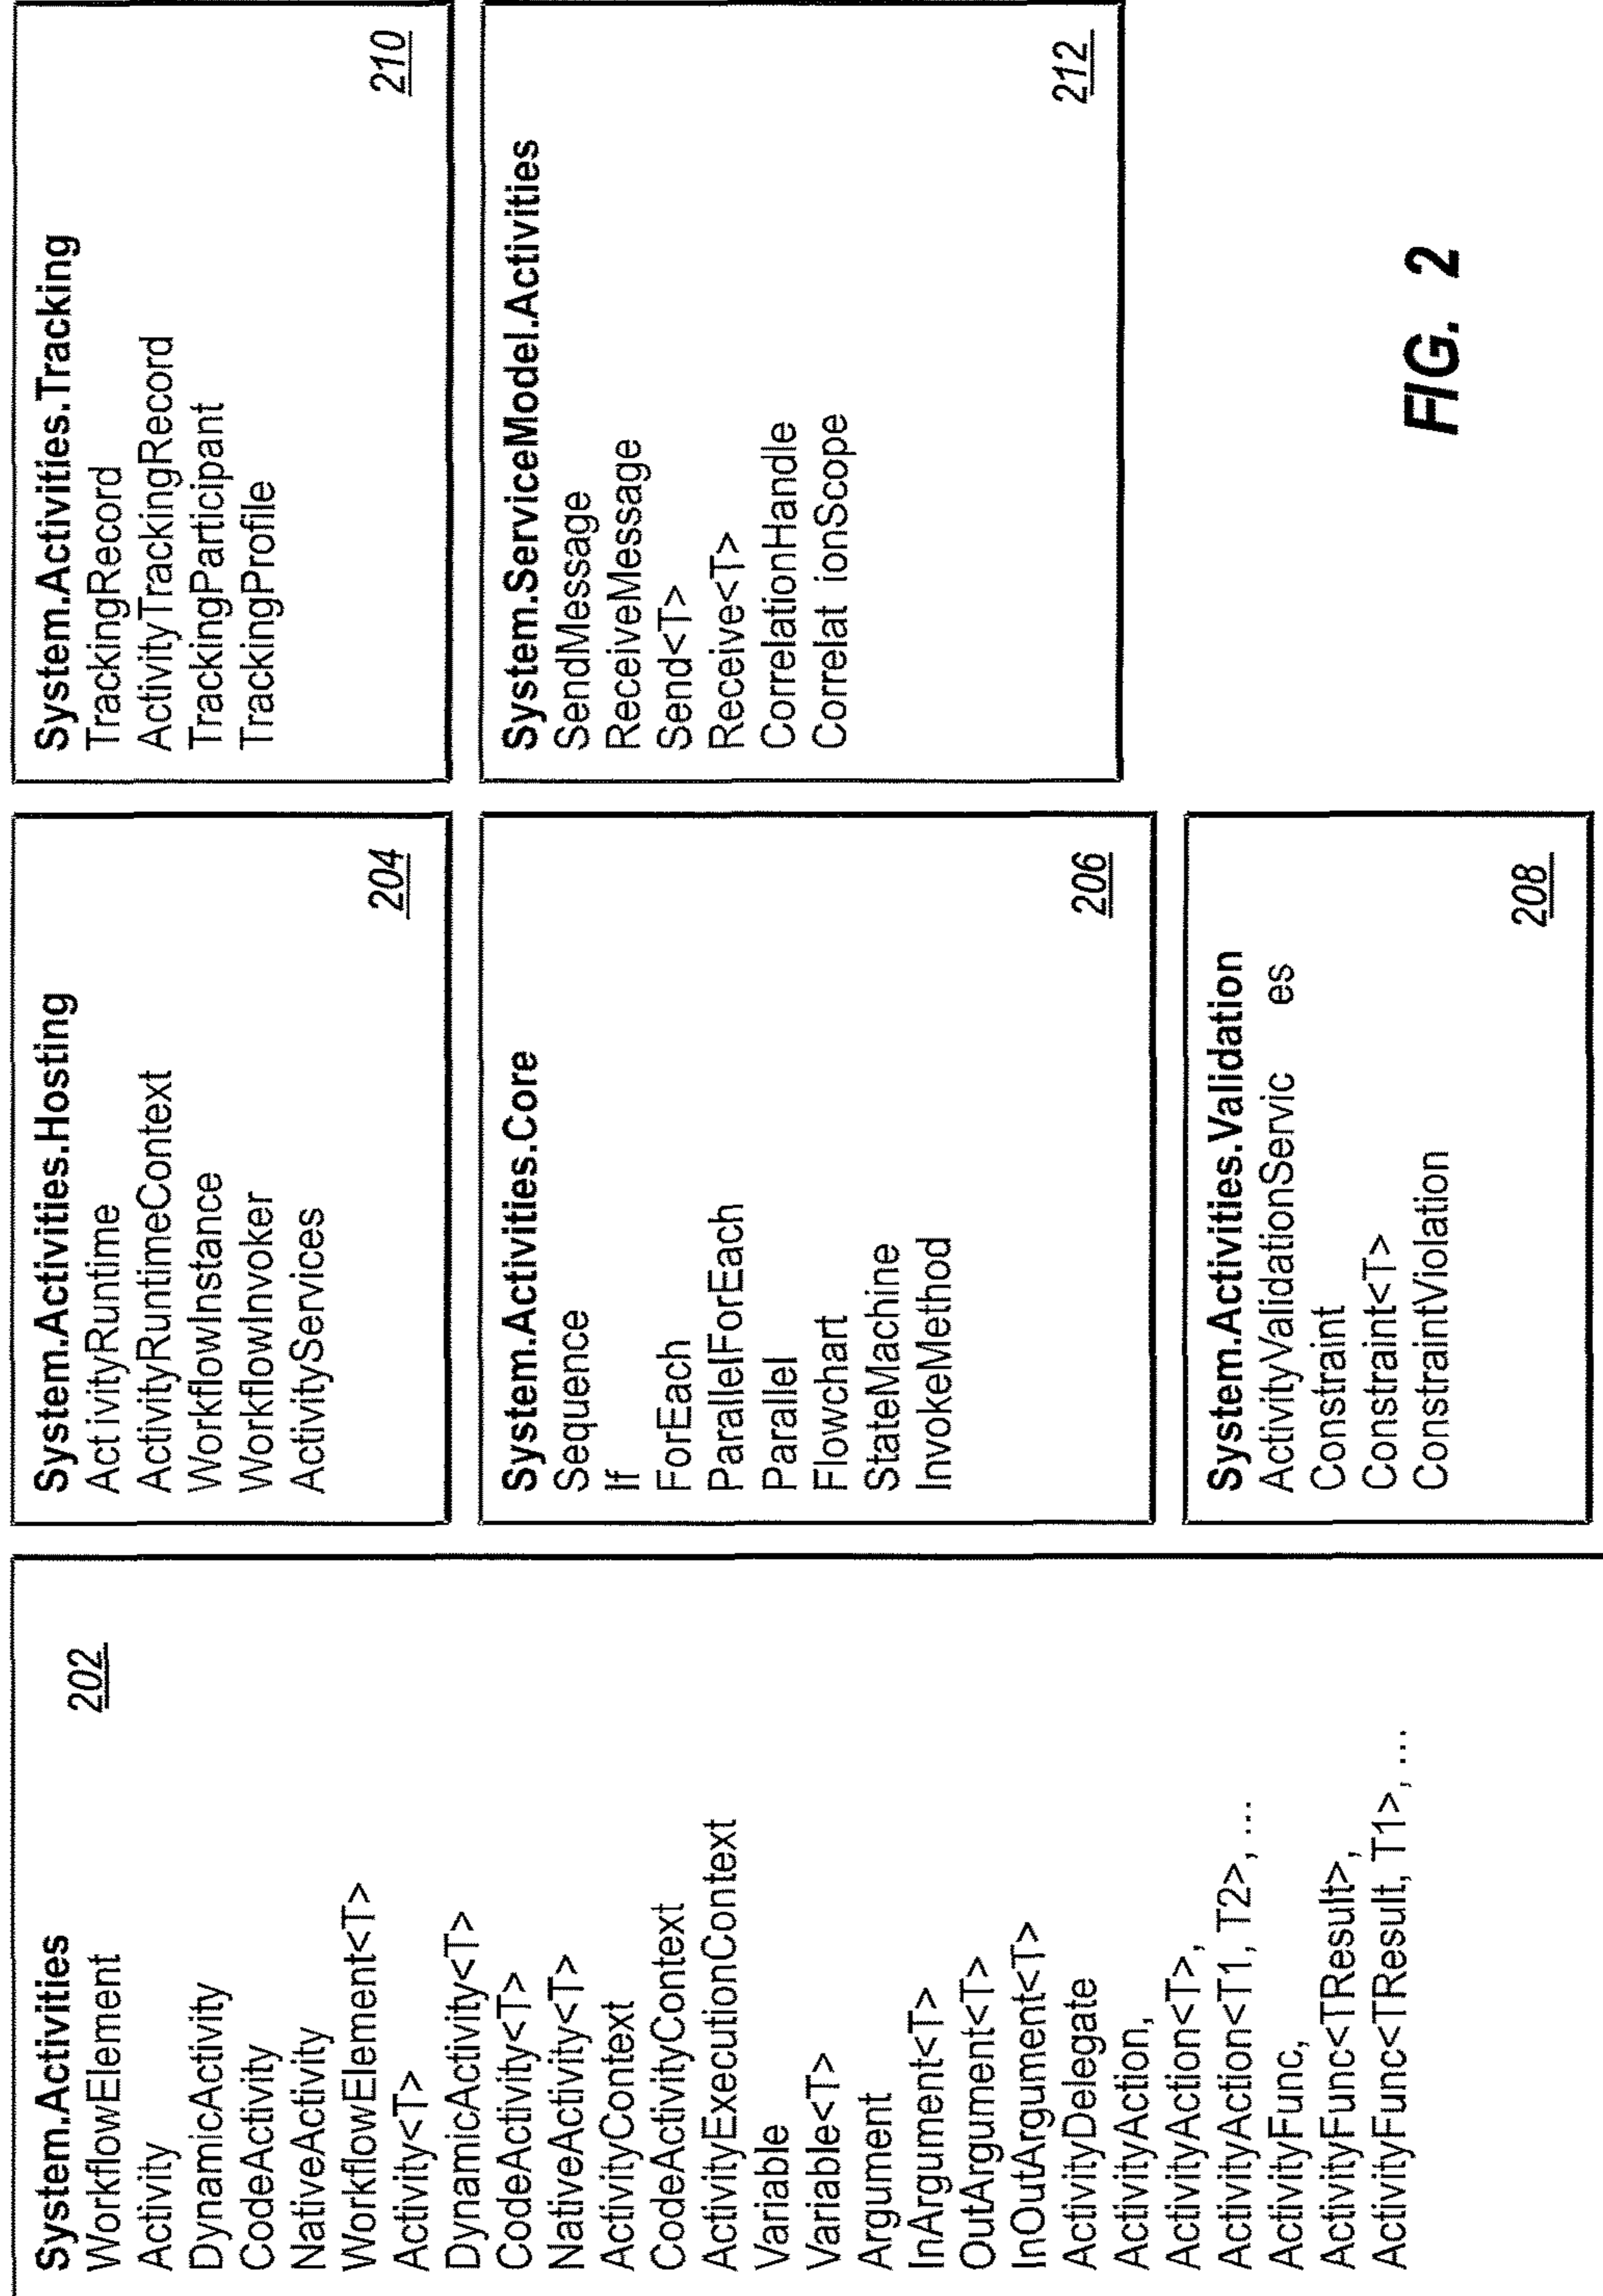 System.Activities
202
WorkflowElement
Activity
DynamicActivity
CodeActivity
NativeActivity
WorkflowElement<T>
Activity<T>
DynamicActivity<T>
CodeActivity<T>
NativeActivity<T>
ActivityContext
CodeActivityContext
ActivityExecutionContext
Variable
Variable<T>
Argument
InArgument<T>
OutArgument<T>
InOutArgument<T>
ActivityDelegate
ActivityAction,
ActivityAction<T>,
ActivityAction<T1, T2>, ...
ActivityFunc,
ActivityFunc<TResult>,
ActivityFunc<TResult, T1>, ...
System.Activities.Hosting
ActivityRuntime
ActivityRuntimeContext
WorkflowInstance
WorkflowInvoker
ActivityServices
204
System.Activities.Core
Sequence
If
ForEach
ParallelForEach
Parallel
Flowchart
StateMachine
InvokeMethod
206
System.Activities.Validation
ActivityValidationServic es
Constraint
Constraint<T>
ConstraintViolation
208
System.Activities.Tracking
TrackingRecord
ActivityTrackingRecord
TrackingParticipant
TrackingProfile
210
System.ServiceModel.Activities
SendMessage
ReceiveMessage
Send<T>
Receive<T>
CorrelationHandle
Correlat ionScope
212
FIG. 2